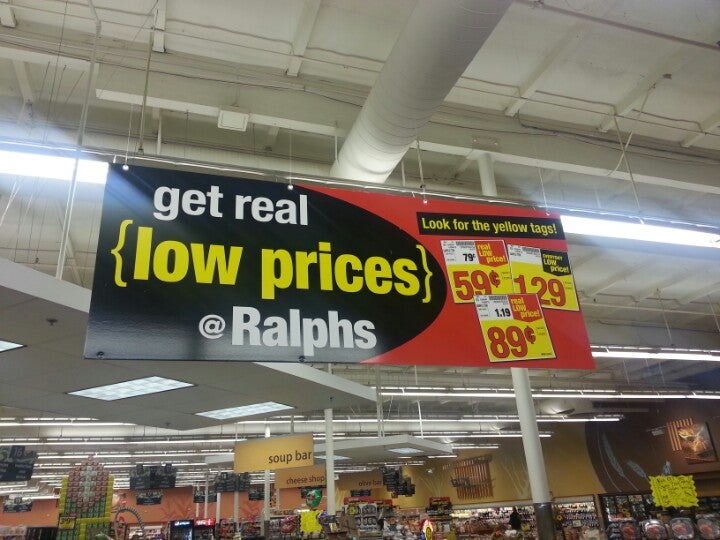 get real
{low prices}
@Ralphs
Look for the yellow tags!
79¢
real
LOW
price!
59¢
EVERYDAY
LOW
price!
1.29
1.19
real
LOW
price!
89¢
soup bar
cheese shop
olive bar